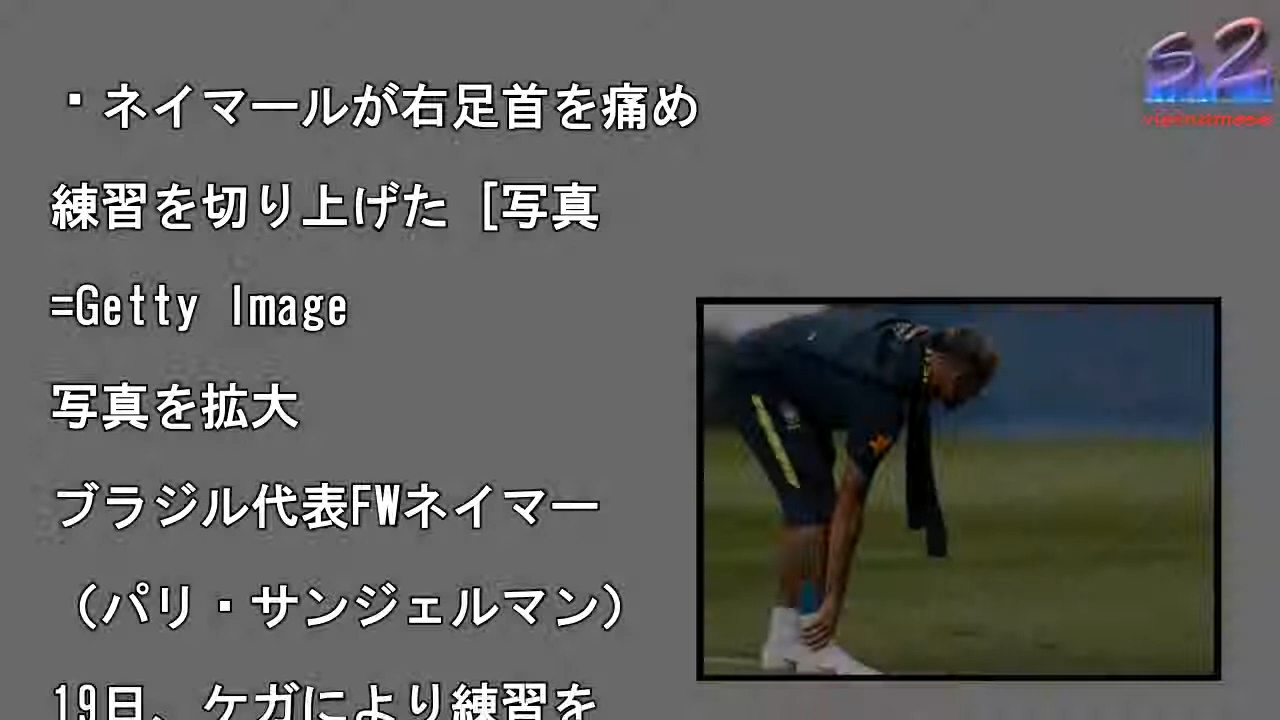 ・ネイマールが右足首を痛め
練習を切り上げた [写真
=Getty Image
写真を拡大
ブラジル代表FWネイマー
（パリ・サンジェルマン）
19日、ケガにより練習を
s2
vietnamese